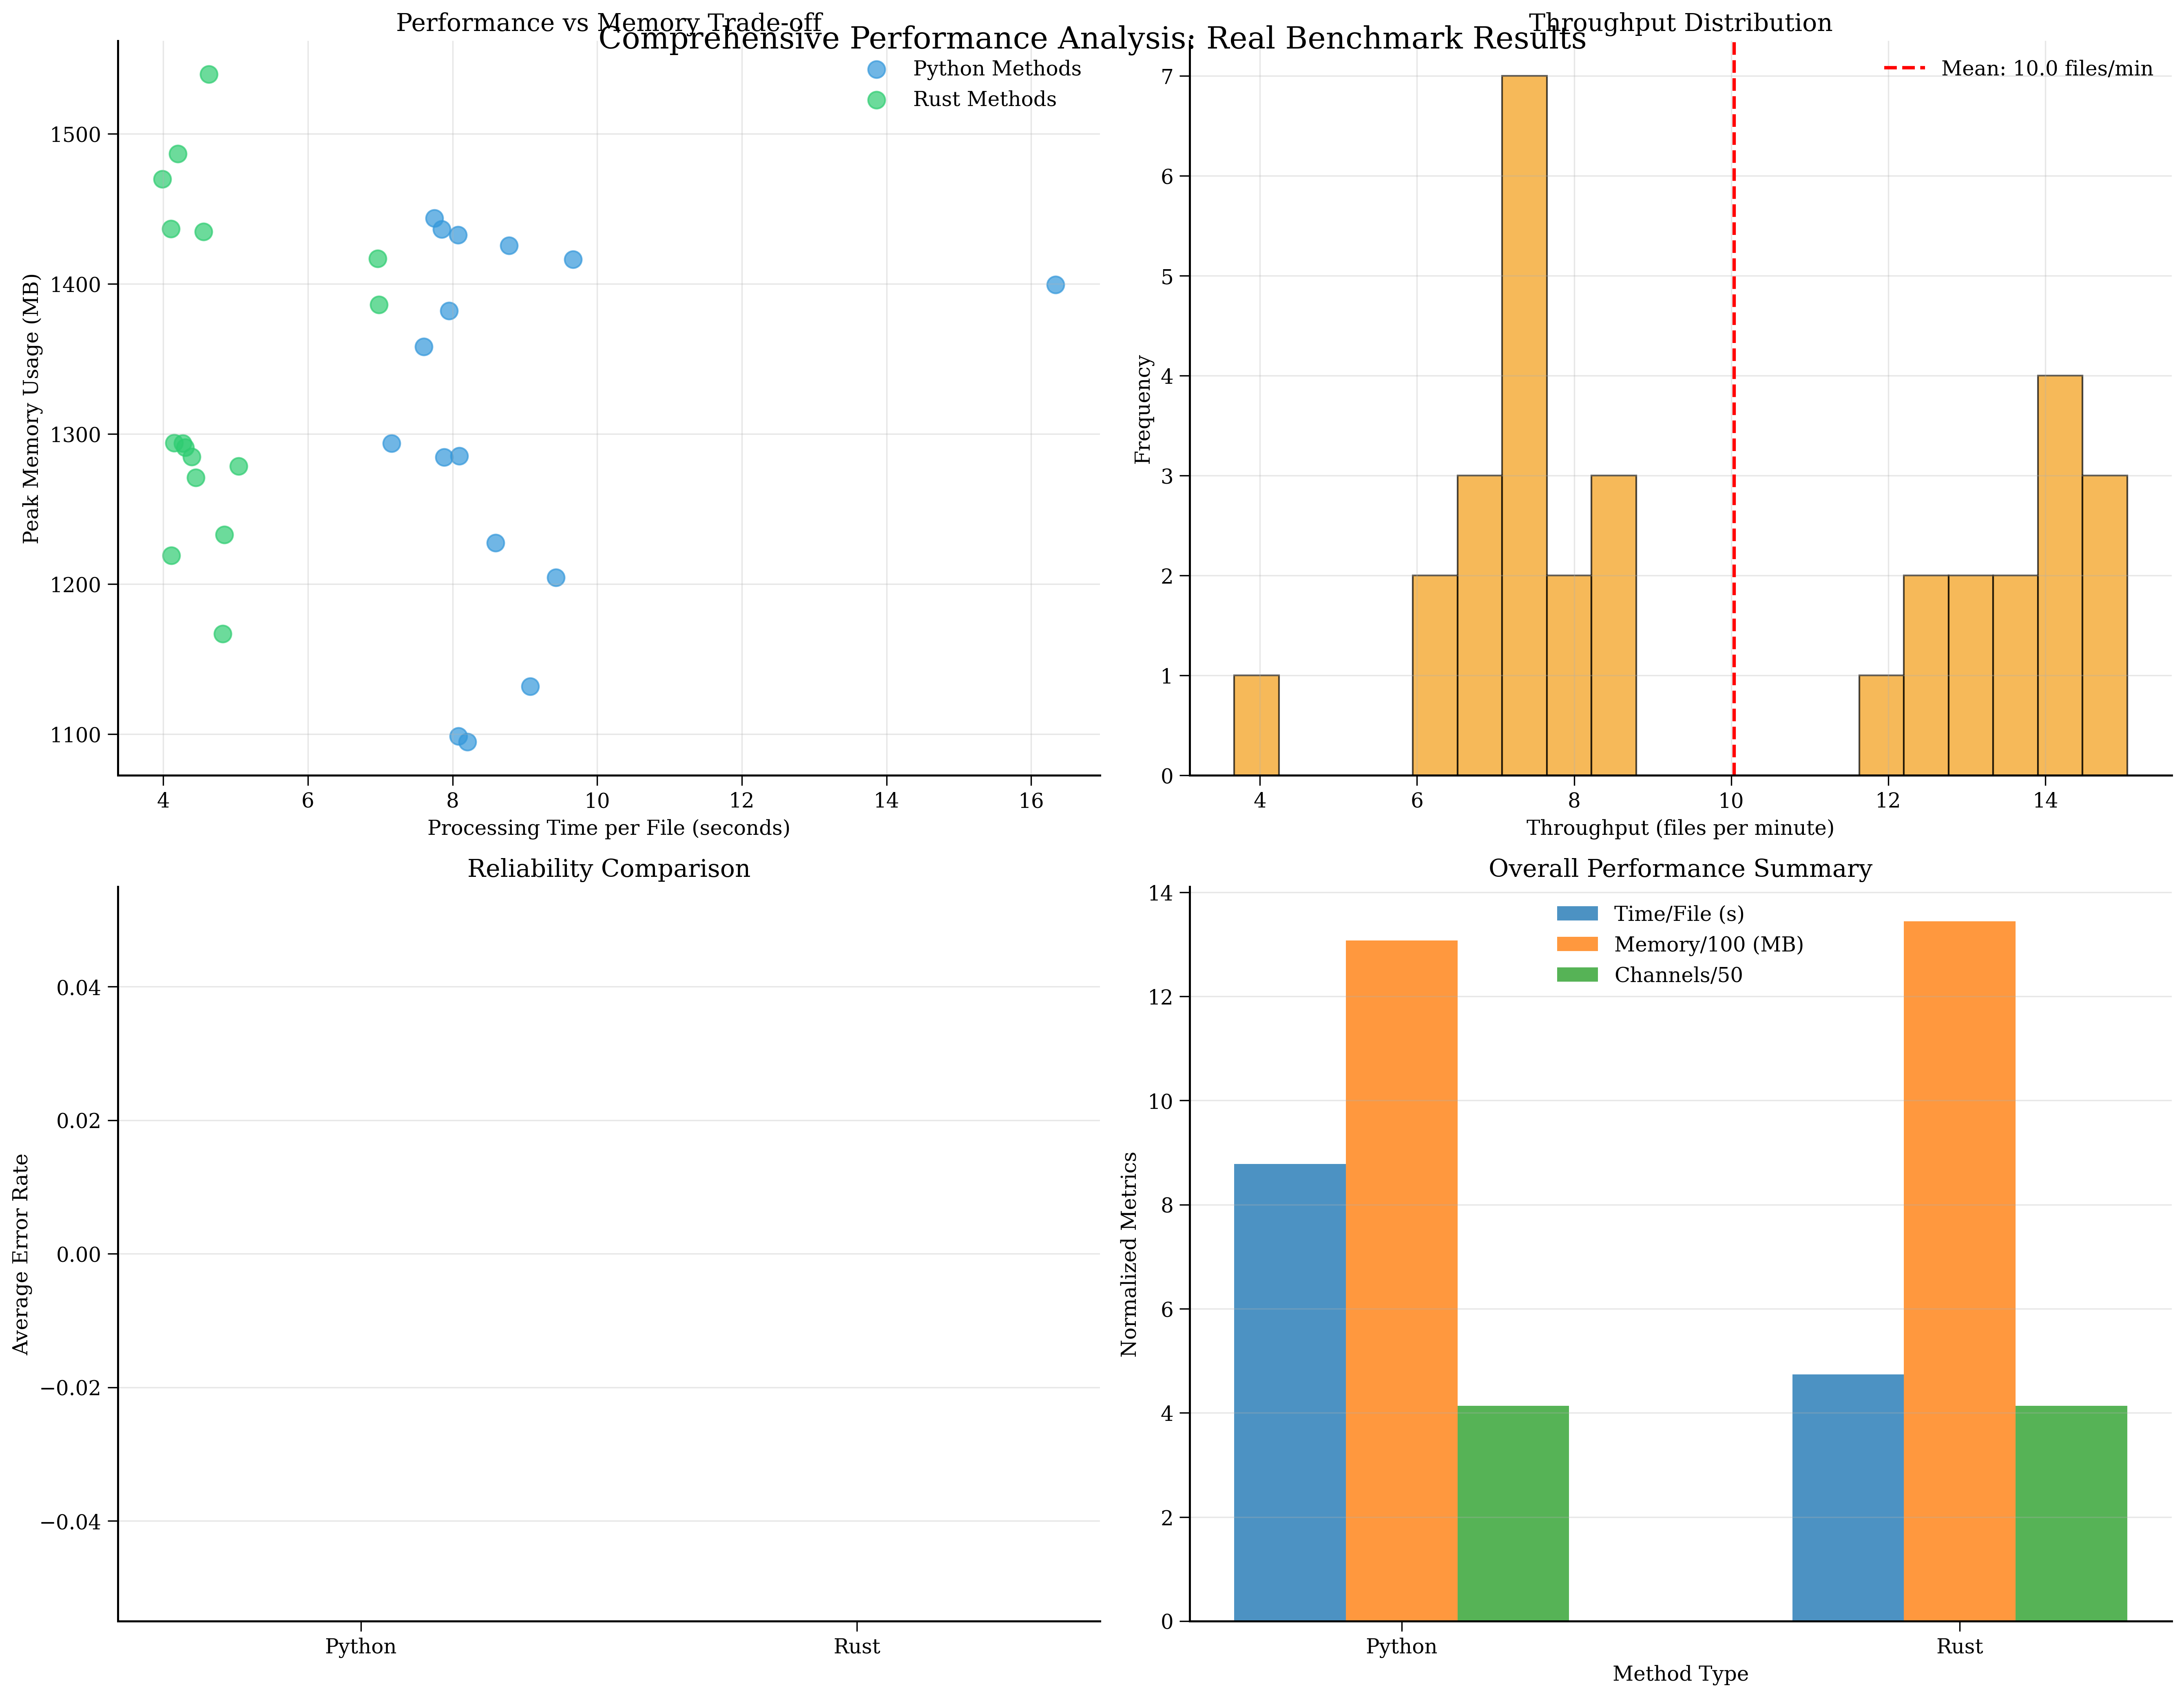 Comprehensive Performance Analysis: Real Benchmark Results
Performance vs Memory Trade-off
Python Methods
Rust Methods
Peak Memory Usage (MB)
1500
1400
1300
1200
1100
4 6 8 10 12 14 16
Processing Time per File (seconds)
Throughput Distribution
Mean: 10.0 files/min
Frequency
7
6
5
4
3
2
1
0
4 6 8 10 12 14
Throughput (files per minute)
Reliability Comparison
Average Error Rate
0.04
0.02
0.00
−0.02
−0.04
Python Rust
Overall Performance Summary
Time/File (s)
Memory/100 (MB)
Channels/50
Normalized Metrics
14
12
10
8
6
4
2
0
Python Rust
Method Type